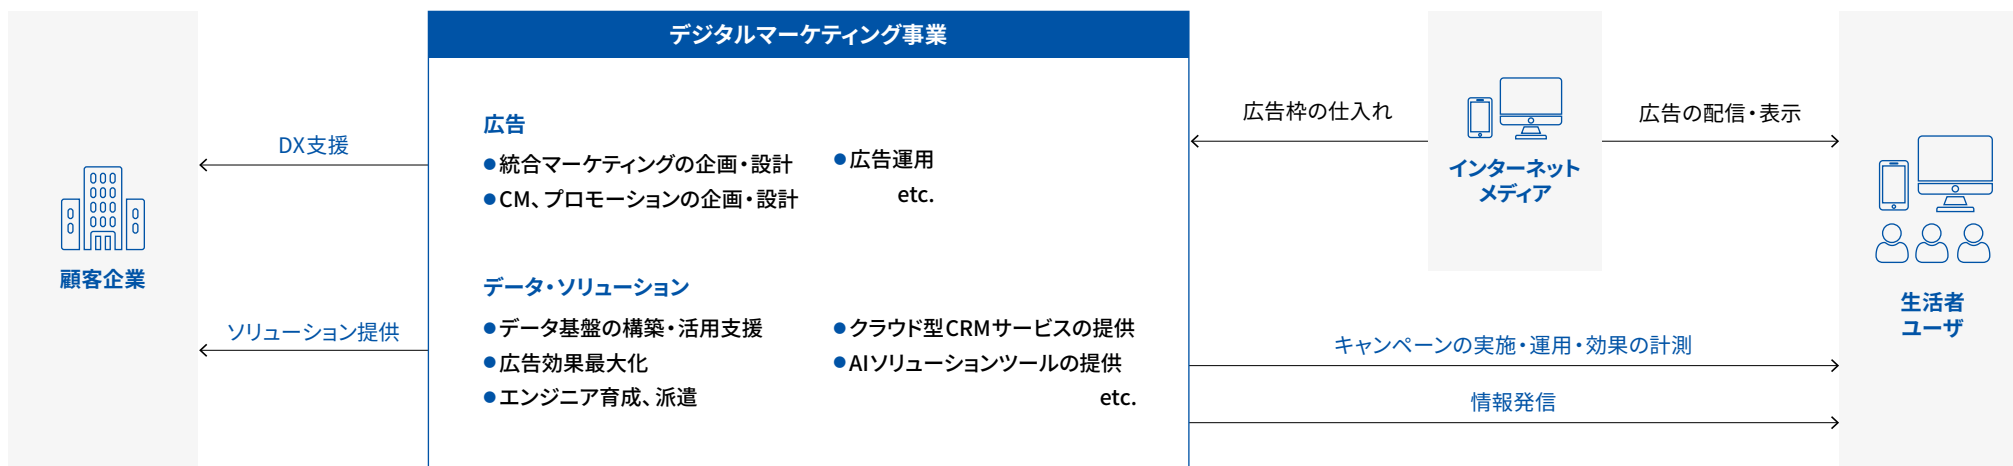 デジタルマーケティング事業
顧客企業
DX支援
ソリューション提供
広告
●統合マーケティングの企画・設計
●CM、プロモーションの企画・設計
●広告運用
etc.
データ・ソリューション
●データ基盤の構築・活用支援
●広告効果最大化
●エンジニア育成、派遣
●クラウド型CRMサービスの提供
●AIソリューションツールの提供
etc.
広告枠の仕入れ
インターネット
メディア
広告の配信・表示
キャンペーンの実施・運用・効果の計測
情報発信
生活者
ユーザ